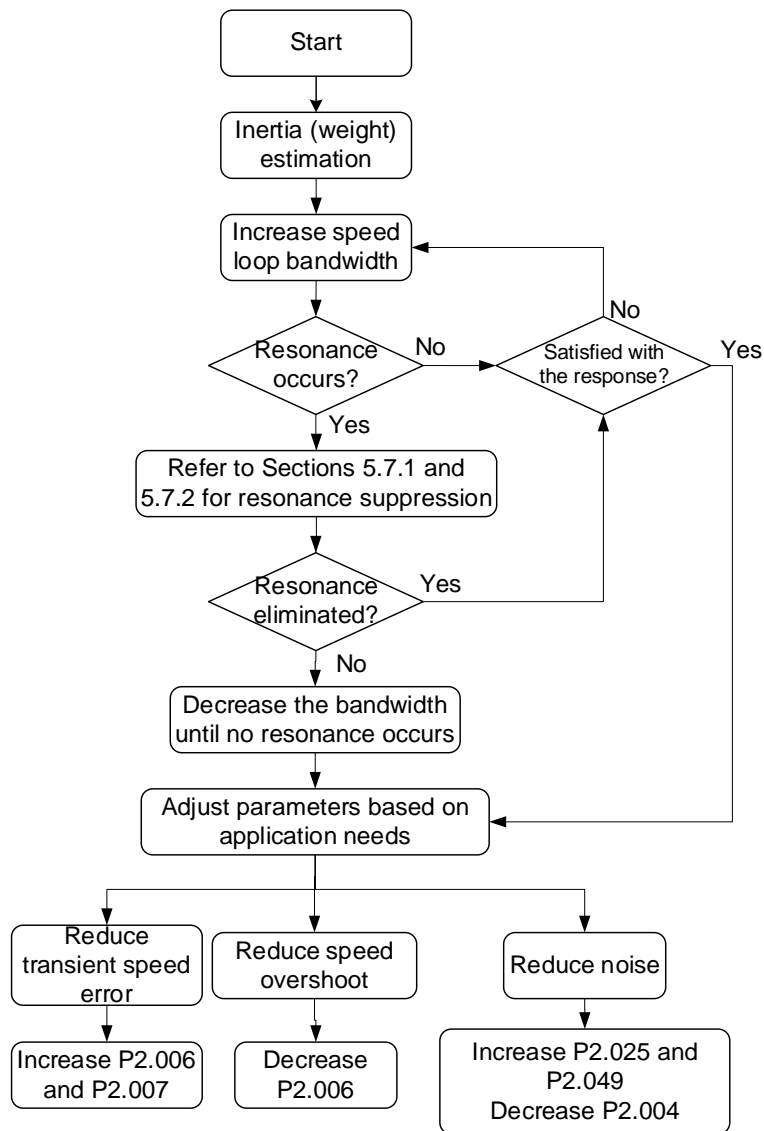 Start
Inertia (weight)
estimation
Increase speed
loop bandwidth
No
Resonance
occurs?
No
Satisfied with
the response?
Yes
Yes
Refer to Sections 5.7.1 and
5.7.2 for resonance suppression
Resonance
eliminated?
Yes
No
Decrease the bandwidth
until no resonance occurs
Adjust parameters based on
application needs
Reduce
transient speed
error
Reduce speed
overshoot
Reduce noise
Increase P2.006
and P2.007
Decrease
P2.006
Increase P2.025 and
P2.049
Decrease P2.004